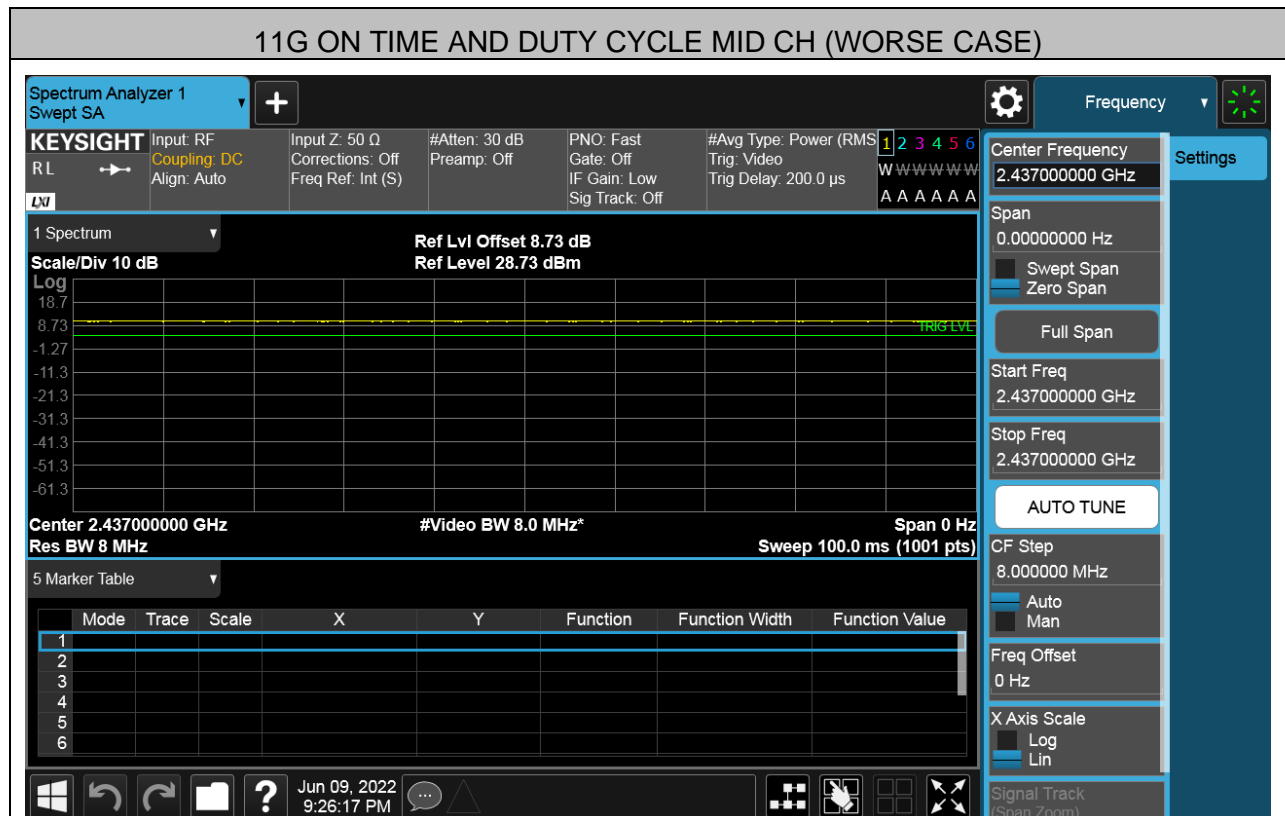 11G ON TIME AND DUTY CYCLE MID CH (WORSE CASE)
Spectrum Analyzer 1
Swept SA
+
Frequency
KEYSIGHT
RL
LXI
Input: RF
Coupling: DC
Align: Auto
Input Z: 50 Ω
Corrections: Off
Freq Ref: Int (S)
#Atten: 30 dB
Preamp: Off
PNO: Fast
Gate: Off
IF Gain: Low
Sig Track: Off
#Avg Type: Power (RMS
Trig: Video
Trig Delay: 200.0 µs
1 2 3 4 5 6
W W W W W W
A A A A A A
1 Spectrum
Scale/Div 10 dB
Ref Lvl Offset 8.73 dB
Ref Level 28.73 dBm
Log
18.7
8.73
TRIG LVL
-1.27
-11.3
-21.3
-31.3
-41.3
-51.3
-61.3
Center 2.437000000 GHz
#Video BW 8.0 MHz*
Span 0 Hz
Res BW 8 MHz
Sweep 100.0 ms (1001 pts)
5 Marker Table
Mode Trace Scale X Y Function Function Width Function Value
1
2
3
4
5
6
?
Jun 09, 2022
9:26:17 PM
Center Frequency
2.437000000 GHz
Settings
Span
0.00000000 Hz
Swept Span
Zero Span
Full Span
Start Freq
2.437000000 GHz
Stop Freq
2.437000000 GHz
AUTO TUNE
CF Step
8.000000 MHz
Auto
Man
Freq Offset
0 Hz
X Axis Scale
Log
Lin
Signal Track
(Span Zoom)